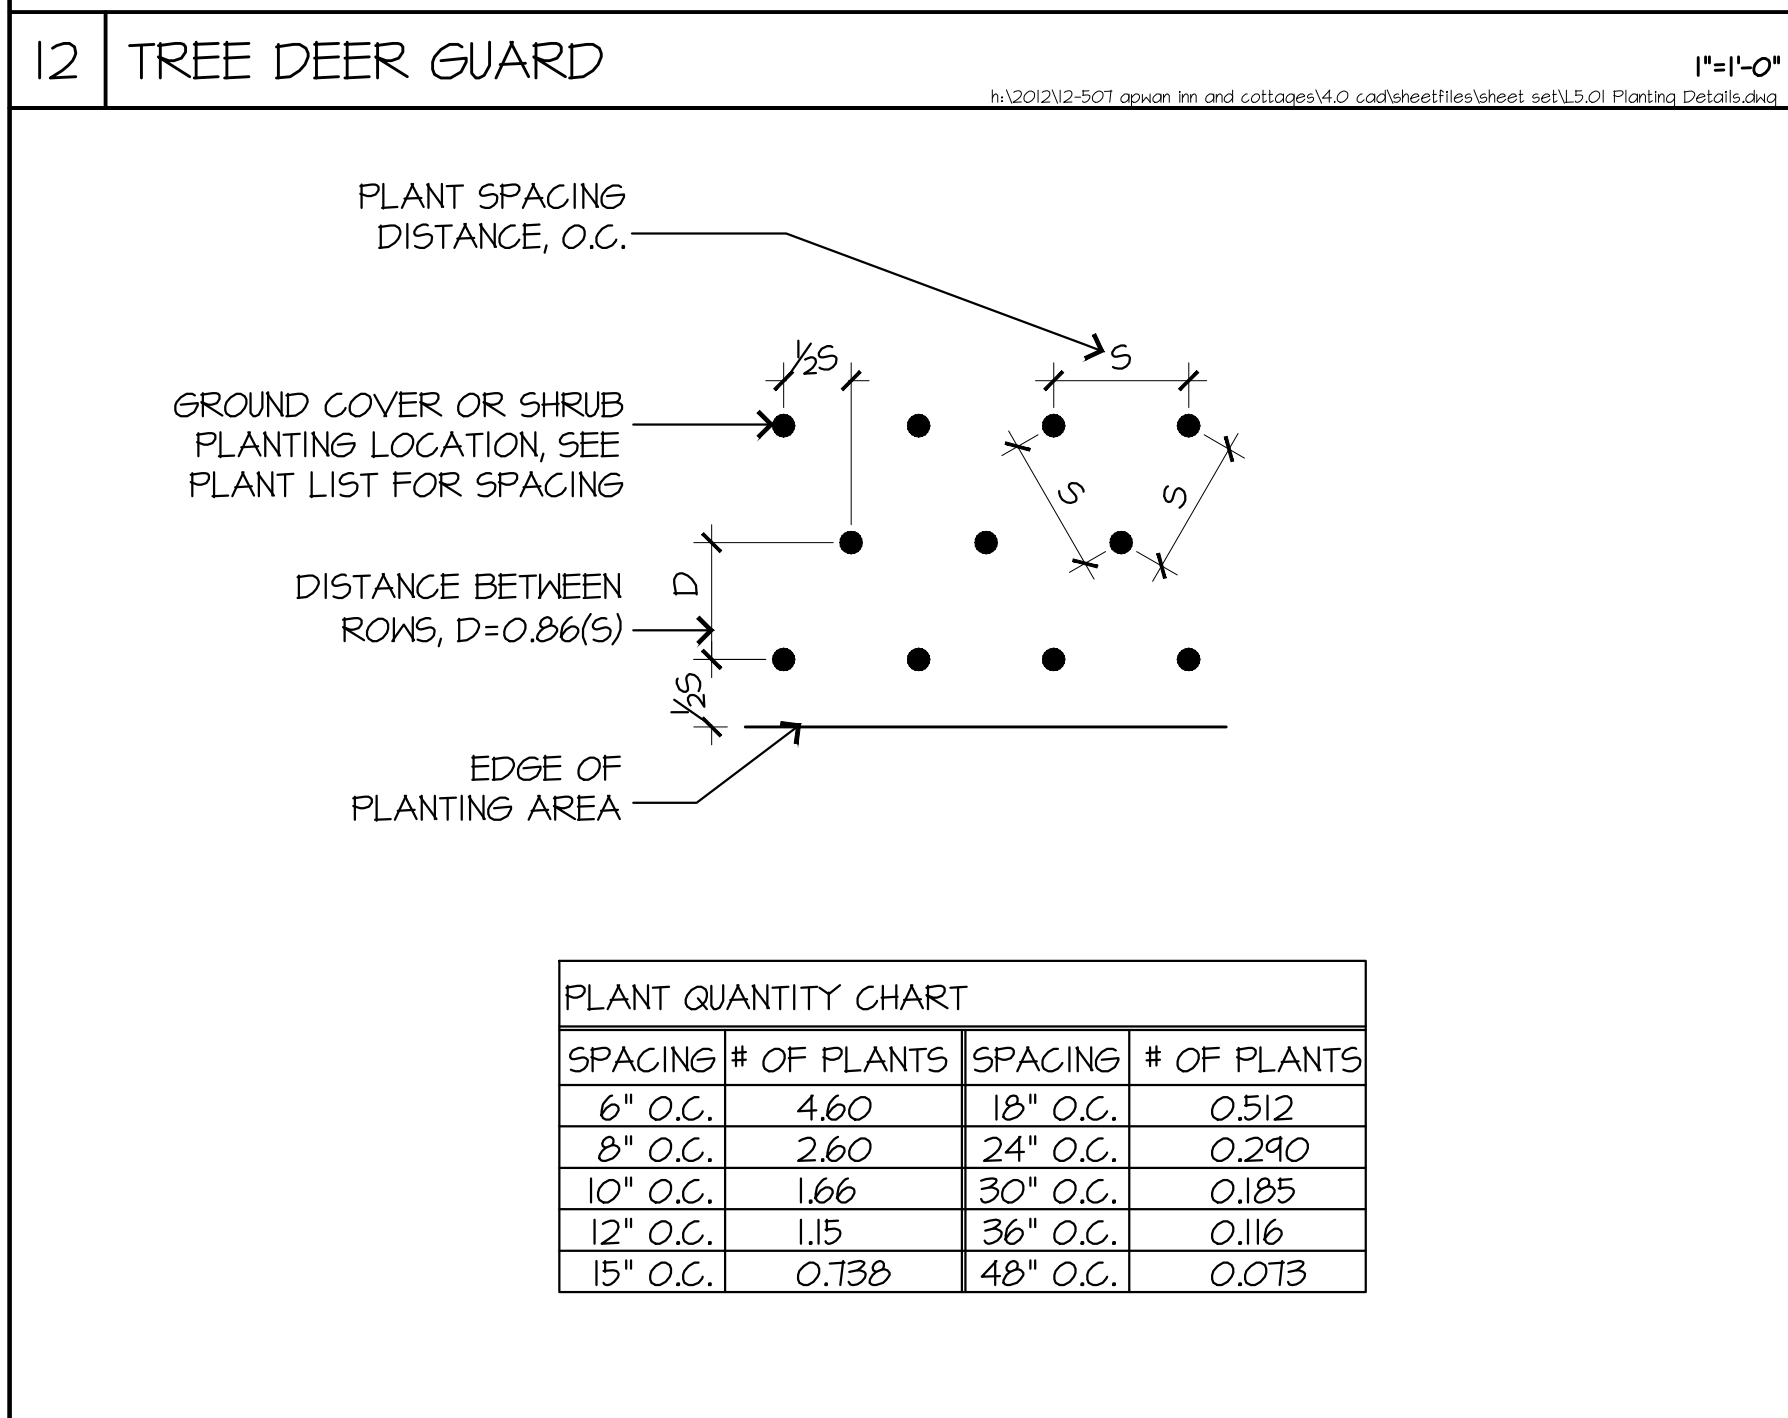 12 TREE DEER GUARD 1"=1'-0"
h:\2012\12-507 apwan inn and cottages\4.0 cad\sheetfiles\sheet set\L5.01 Planting Details.dwg
PLANT SPACING
DISTANCE, O.C.
½S S
GROUND COVER OR SHRUB
PLANTING LOCATION, SEE
PLANT LIST FOR SPACING
S S
D
DISTANCE BETWEEN
ROWS, D=0.86(S)
½S
EDGE OF
PLANTING AREA
PLANT QUANTITY CHART
SPACING # OF PLANTS SPACING # OF PLANTS
6" O.C. 4.60 18" O.C. 0.512
8" O.C. 2.60 24" O.C. 0.290
10" O.C. 1.66 30" O.C. 0.185
12" O.C. 1.15 36" O.C. 0.116
15" O.C. 0.738 48" O.C. 0.073